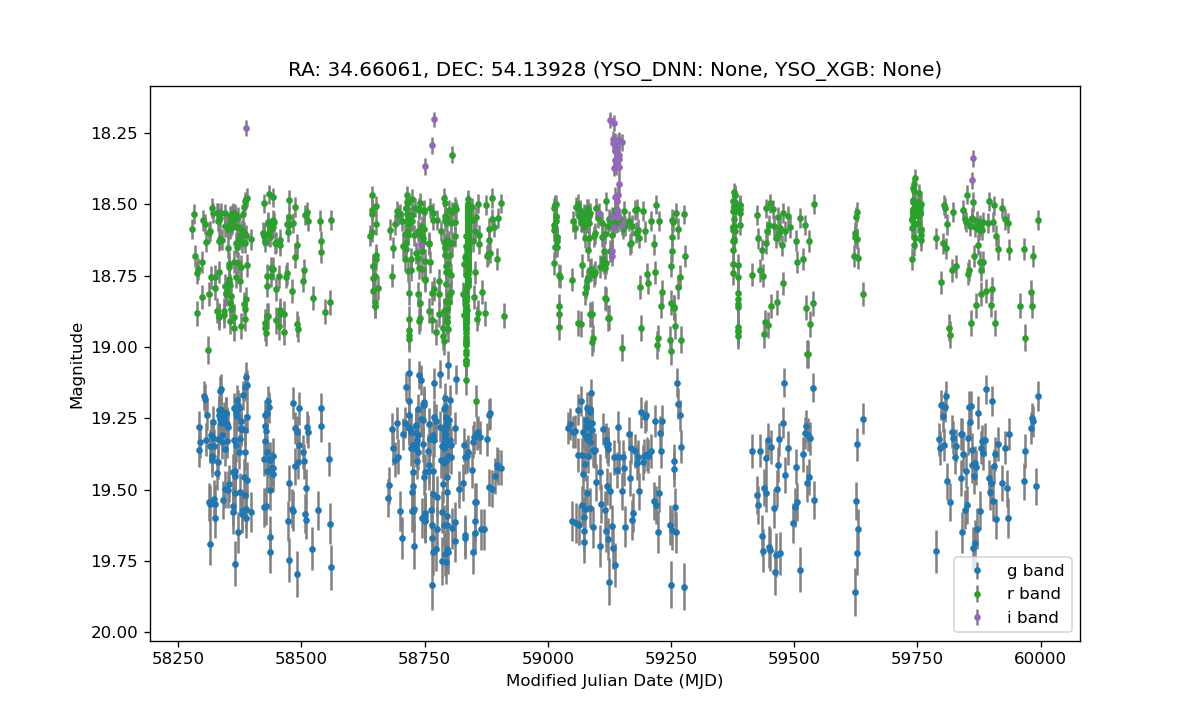 RA: 34.66061, DEC: 54.13928 (YSO_DNN: None, YSO_XGB: None)
Magnitude
18.25
18.50
18.75
19.00
19.25
19.50
19.75
20.00
g band
r band
i band
58250 58500 58750 59000 59250 59500 59750 60000
Modified Julian Date (MJD)